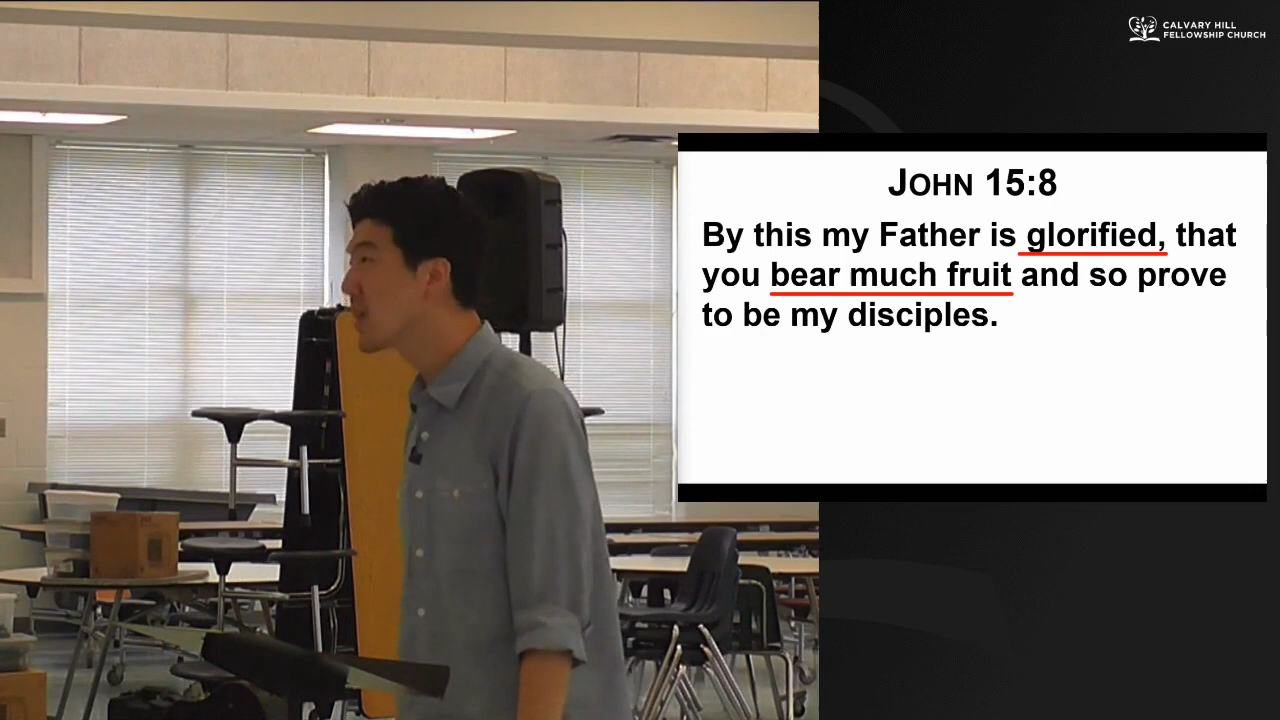 CALVARY HILL
FELLOWSHIP CHURCH
JOHN 15:8
By this my Father is glorified, that
you bear much fruit and so prove
to be my disciples.